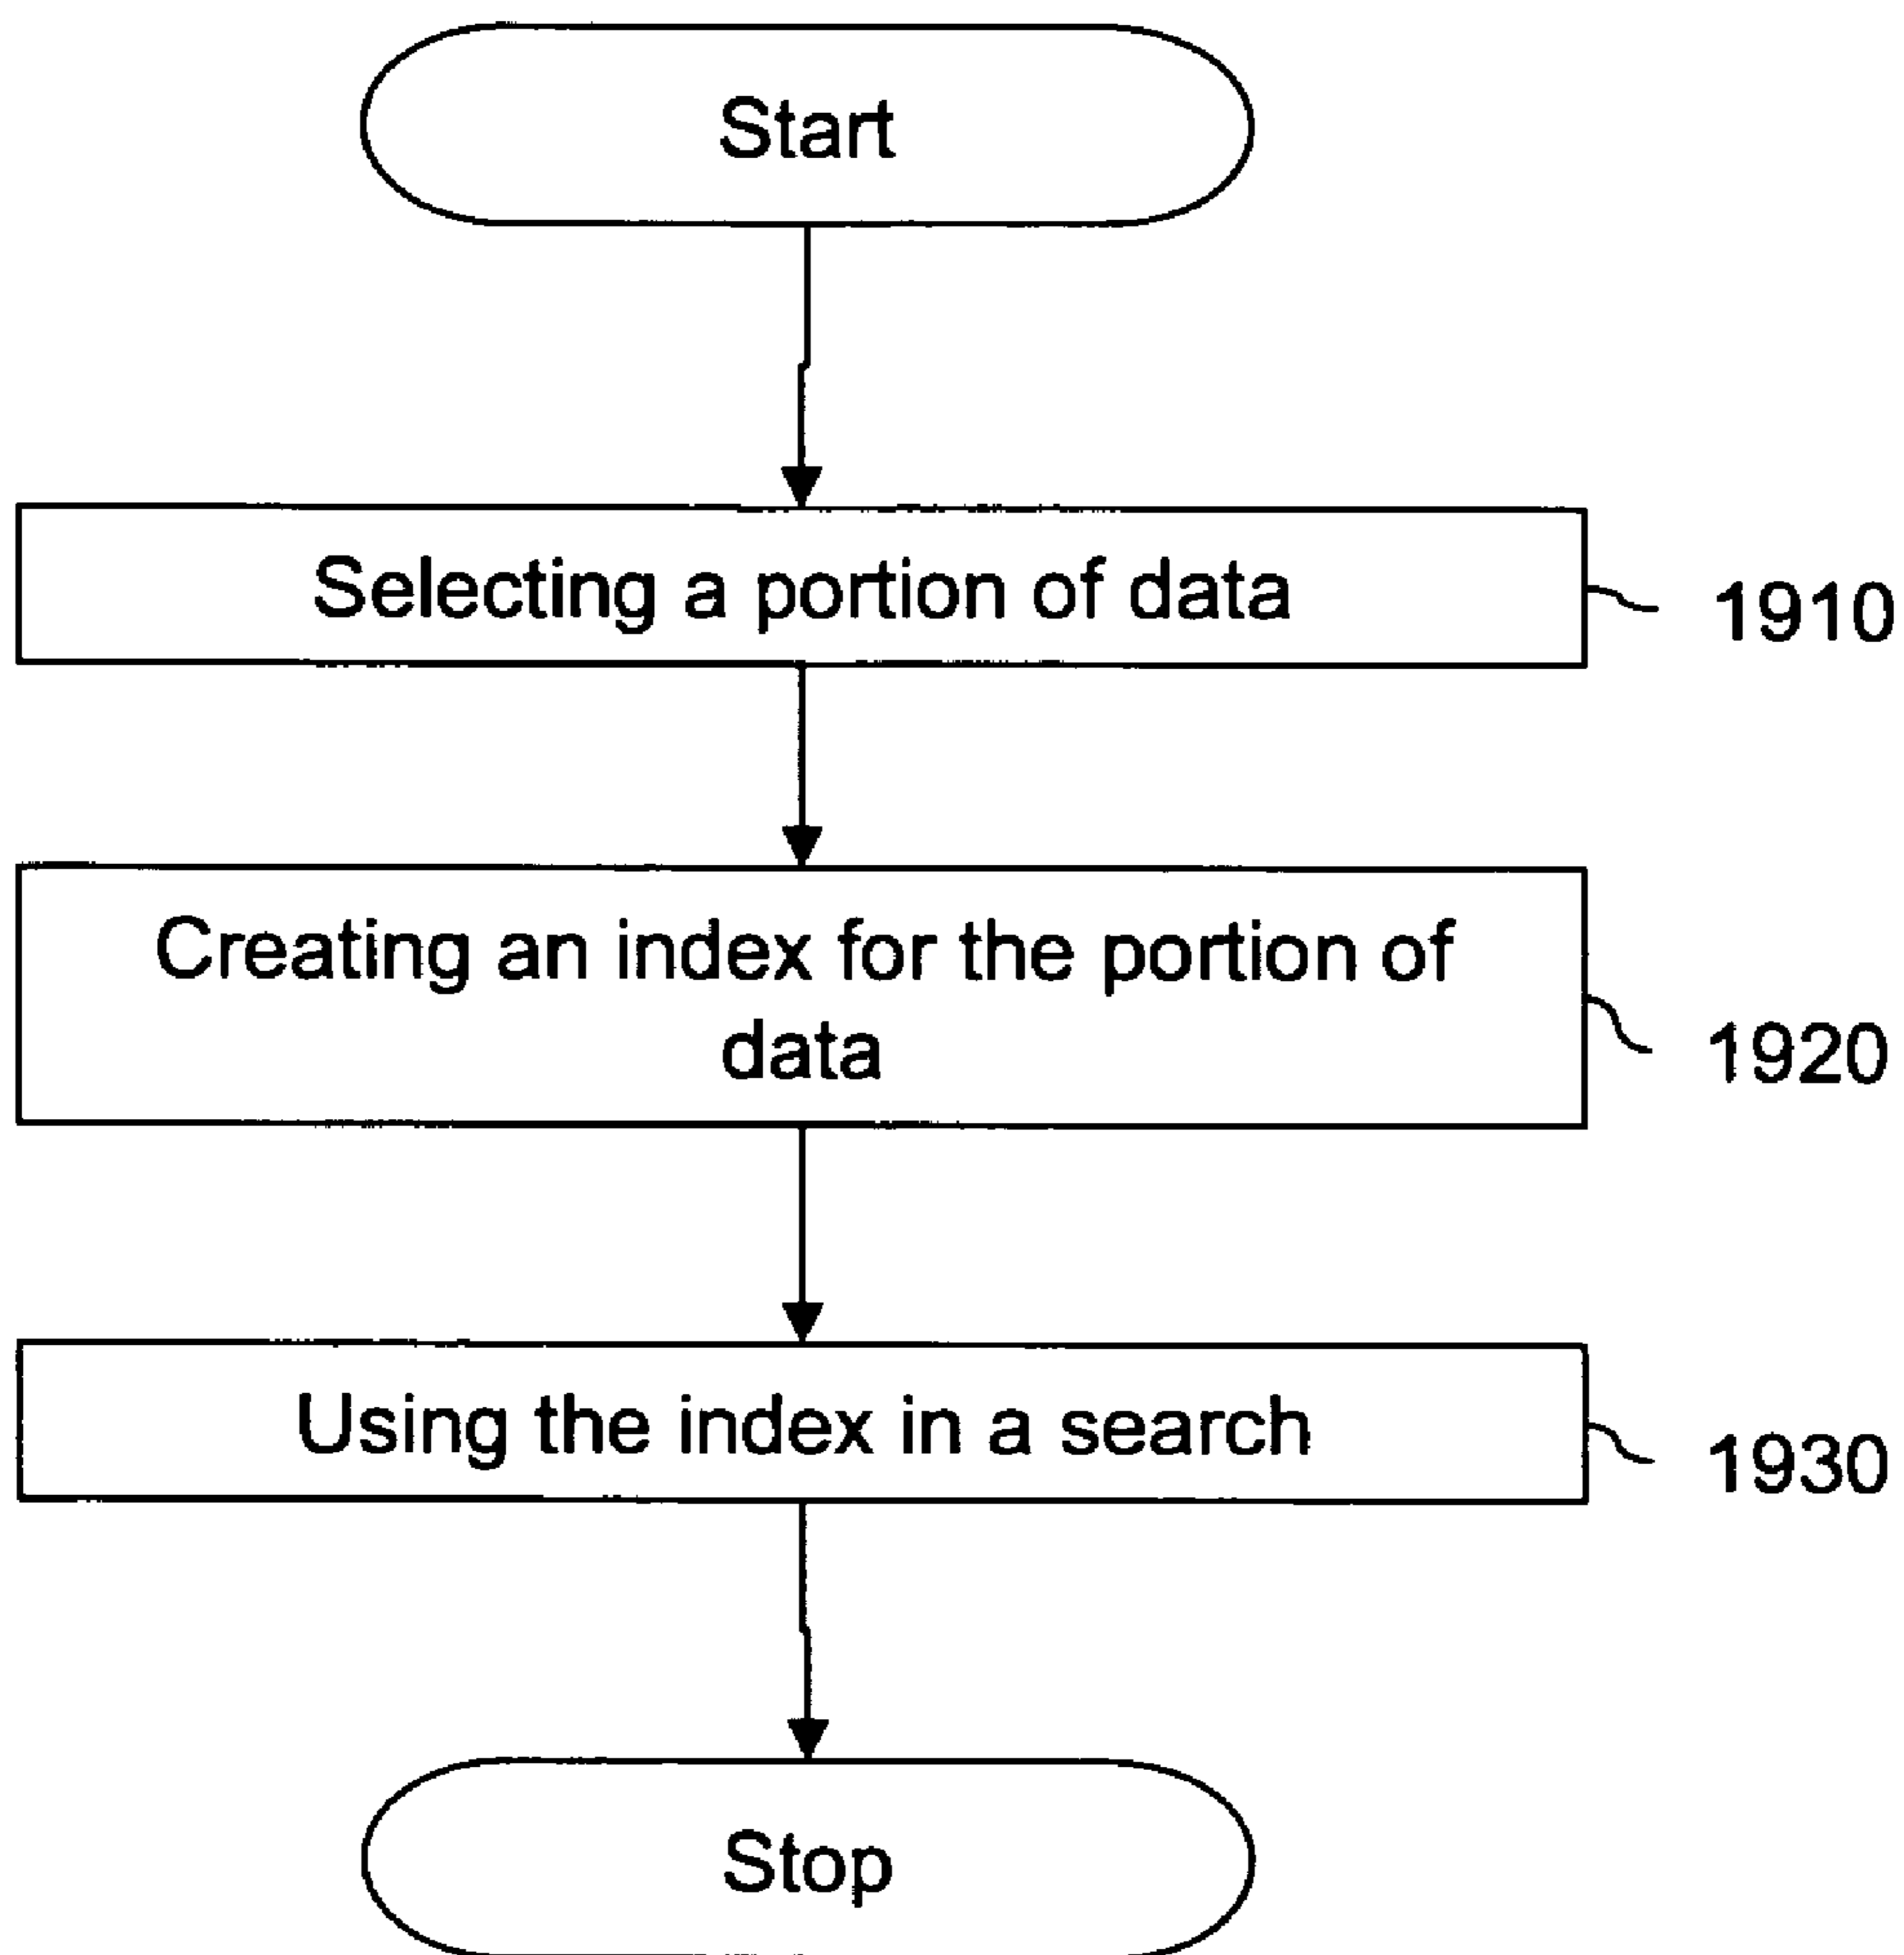 Start
Selecting a portion of data
1910
Creating an index for the portion of
data
1920
Using the index in a search
1930
Stop